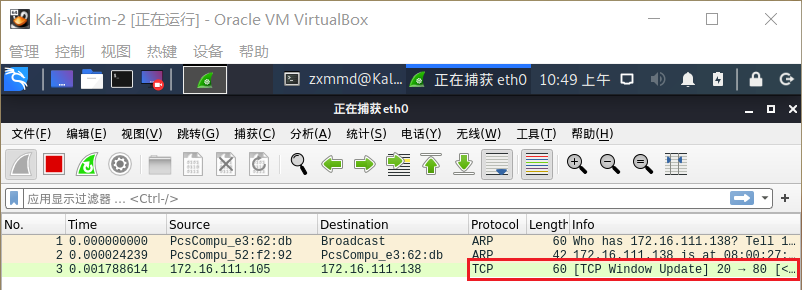 Kali-victim-2 [正在运行] - Oracle VM VirtualBox
管理 控制 视图 热键 设备 帮助
zxmmd@Kal... 正在捕获 eth0 10:49 上午
正在捕获 eth0
文件(F) 编辑(E) 视图(V) 跳转(G) 捕获(C) 分析(A) 统计(S) 电话(Y) 无线(W) 工具(T) 帮助(H)
应用显示过滤器 … <Ctrl-/>
No. Time Source Destination Protocol Length Info
1 0.000000000 PcsCompu_e3:62:db Broadcast ARP 60 Who has 172.16.111.138? Tell 1…
2 0.000024239 PcsCompu_52:f2:92 PcsCompu_e3:62:db ARP 42 172.16.111.138 is at 08:00:27:…
3 0.001788614 172.16.111.105 172.16.111.138 TCP 60 [TCP Window Update] 20 → 80 [<…